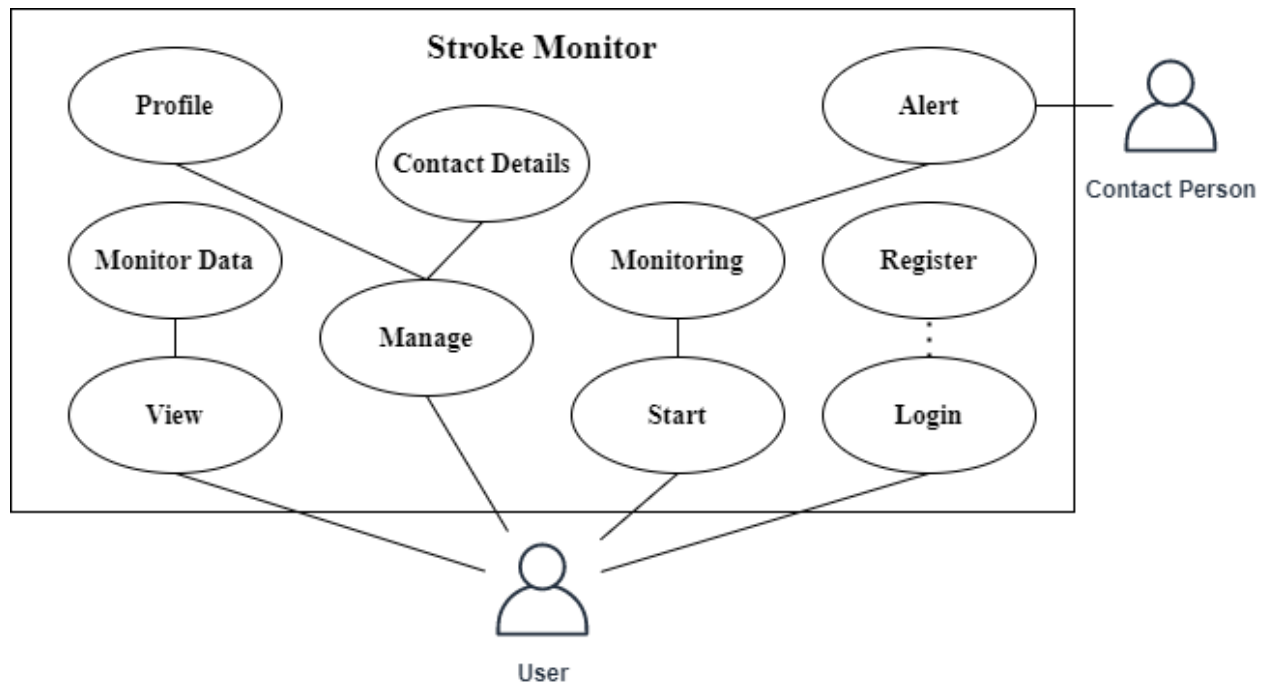 Stroke Monitor
Profile
Alert
Contact Details
Contact Person
Monitor Data
Monitoring
Register
Manage
View
Start
Login
User